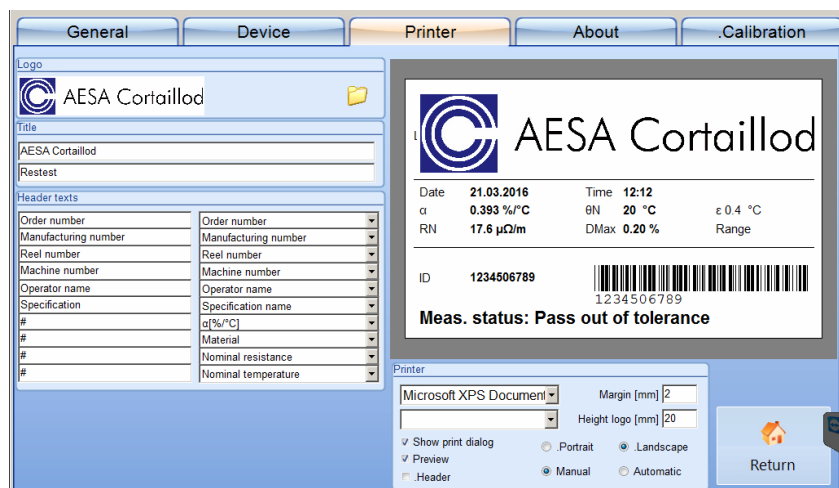 General Device Printer About .Calibration
Logo
AESA Cortaillod
Title
AESA Cortaillod
Restest
Header texts
Order number Order number
Manufacturing number Manufacturing number
Reel number Reel number
Machine number Machine number
Operator name Operator name
Specification Specification name
# α[%/°C]
# Material
# Nominal resistance
# Nominal temperature
AESA Cortaillod
Date 21.03.2016 Time 12:12
α 0.393 %/°C θN 20 °C ε 0.4 °C
RN 17.6 µΩ/m DMax 0.20 % Range
ID 1234506789
1234506789
Meas. status: Pass out of tolerance
Printer
Microsoft XPS Document Margin [mm] 2
Height logo [mm] 20
Show print dialog .Portrait .Landscape
Preview
.Header Manual Automatic
Return